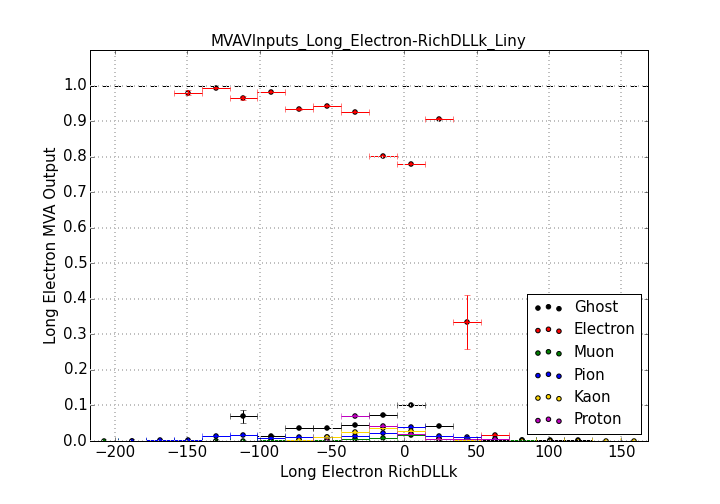 MVAVInputs_Long_Electron-RichDLLk_Liny
Long Electron MVA Output
1.0
0.9
0.8
0.7
0.6
0.5
0.4
0.3
0.2
0.1
0.0
Ghost
Electron
Muon
Pion
Kaon
Proton
−200 −150 −100 −50 0 50 100 150
Long Electron RichDLLk